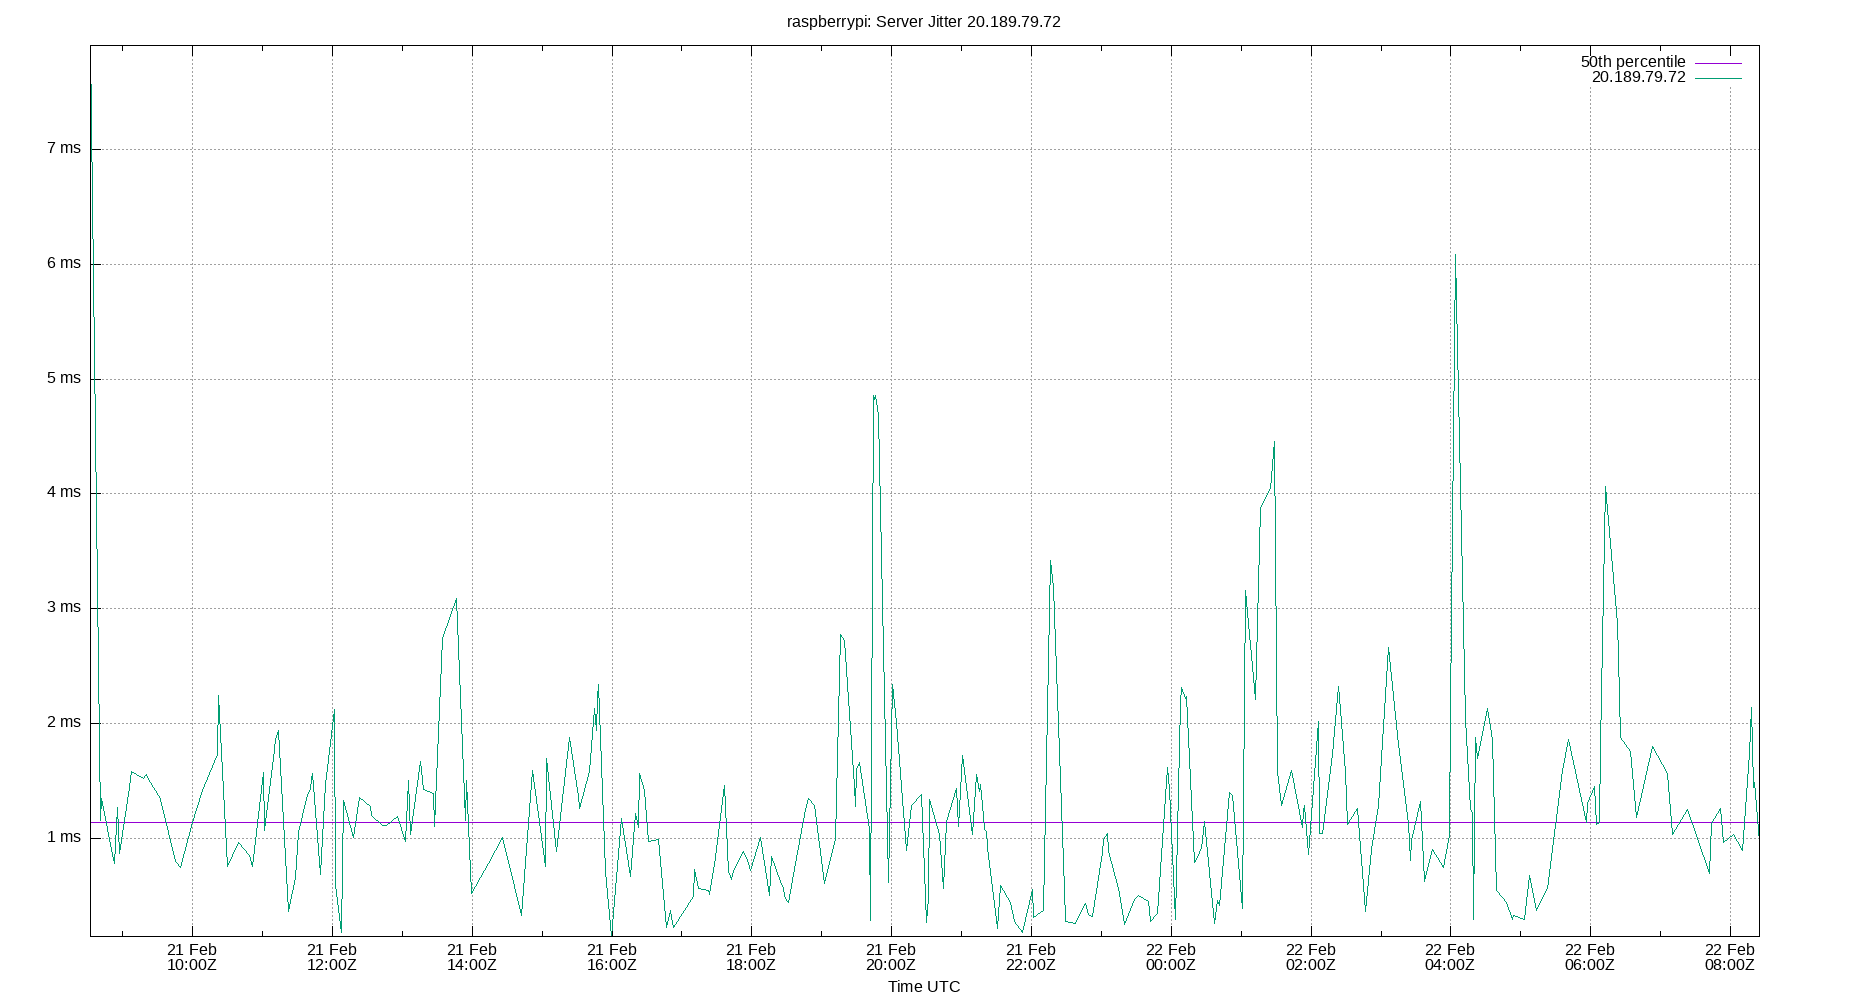 raspberrypi: Server Jitter 20.189.79.72
50th percentile
20.189.79.72
7 ms
6 ms
5 ms
4 ms
3 ms
2 ms
1 ms
21 Feb 21 Feb 21 Feb 21 Feb 21 Feb 21 Feb 21 Feb 22 Feb 22 Feb 22 Feb 22 Feb 22 Feb
10:00Z 12:00Z 14:00Z 16:00Z 18:00Z 20:00Z 22:00Z 00:00Z 02:00Z 04:00Z 06:00Z 08:00Z
Time UTC